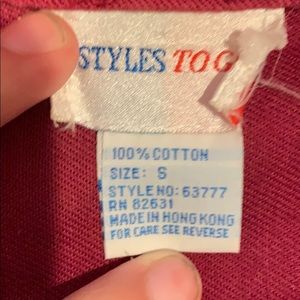 STYLES TO G
100% COTTON
SIZE: S
STYLE NO: 63777
RN 82631
MADE IN HONG KONG
FOR CARE SEE REVERSE